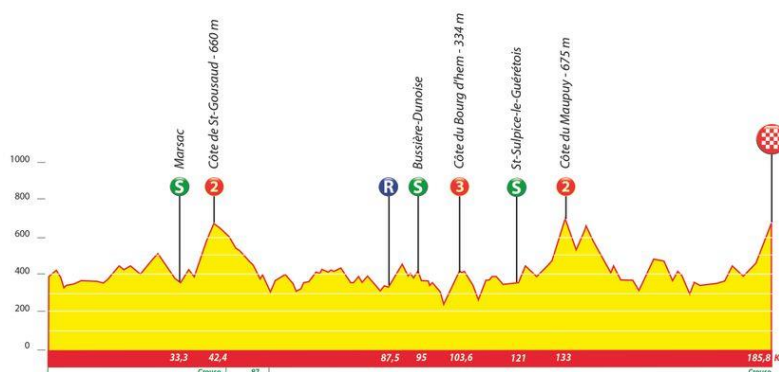 Marsac
Côte de St-Gousaud - 660 m
Bussière-Dunoise
Côte du Bourg d'hem - 334 m
St-Sulpice-le-Guérétois
Côte du Maupuy - 675 m
S
2
R
S
3
S
2
1000
800
600
400
200
0
33,3
42,4
87,5
95
103,6
121
133
185,8 K